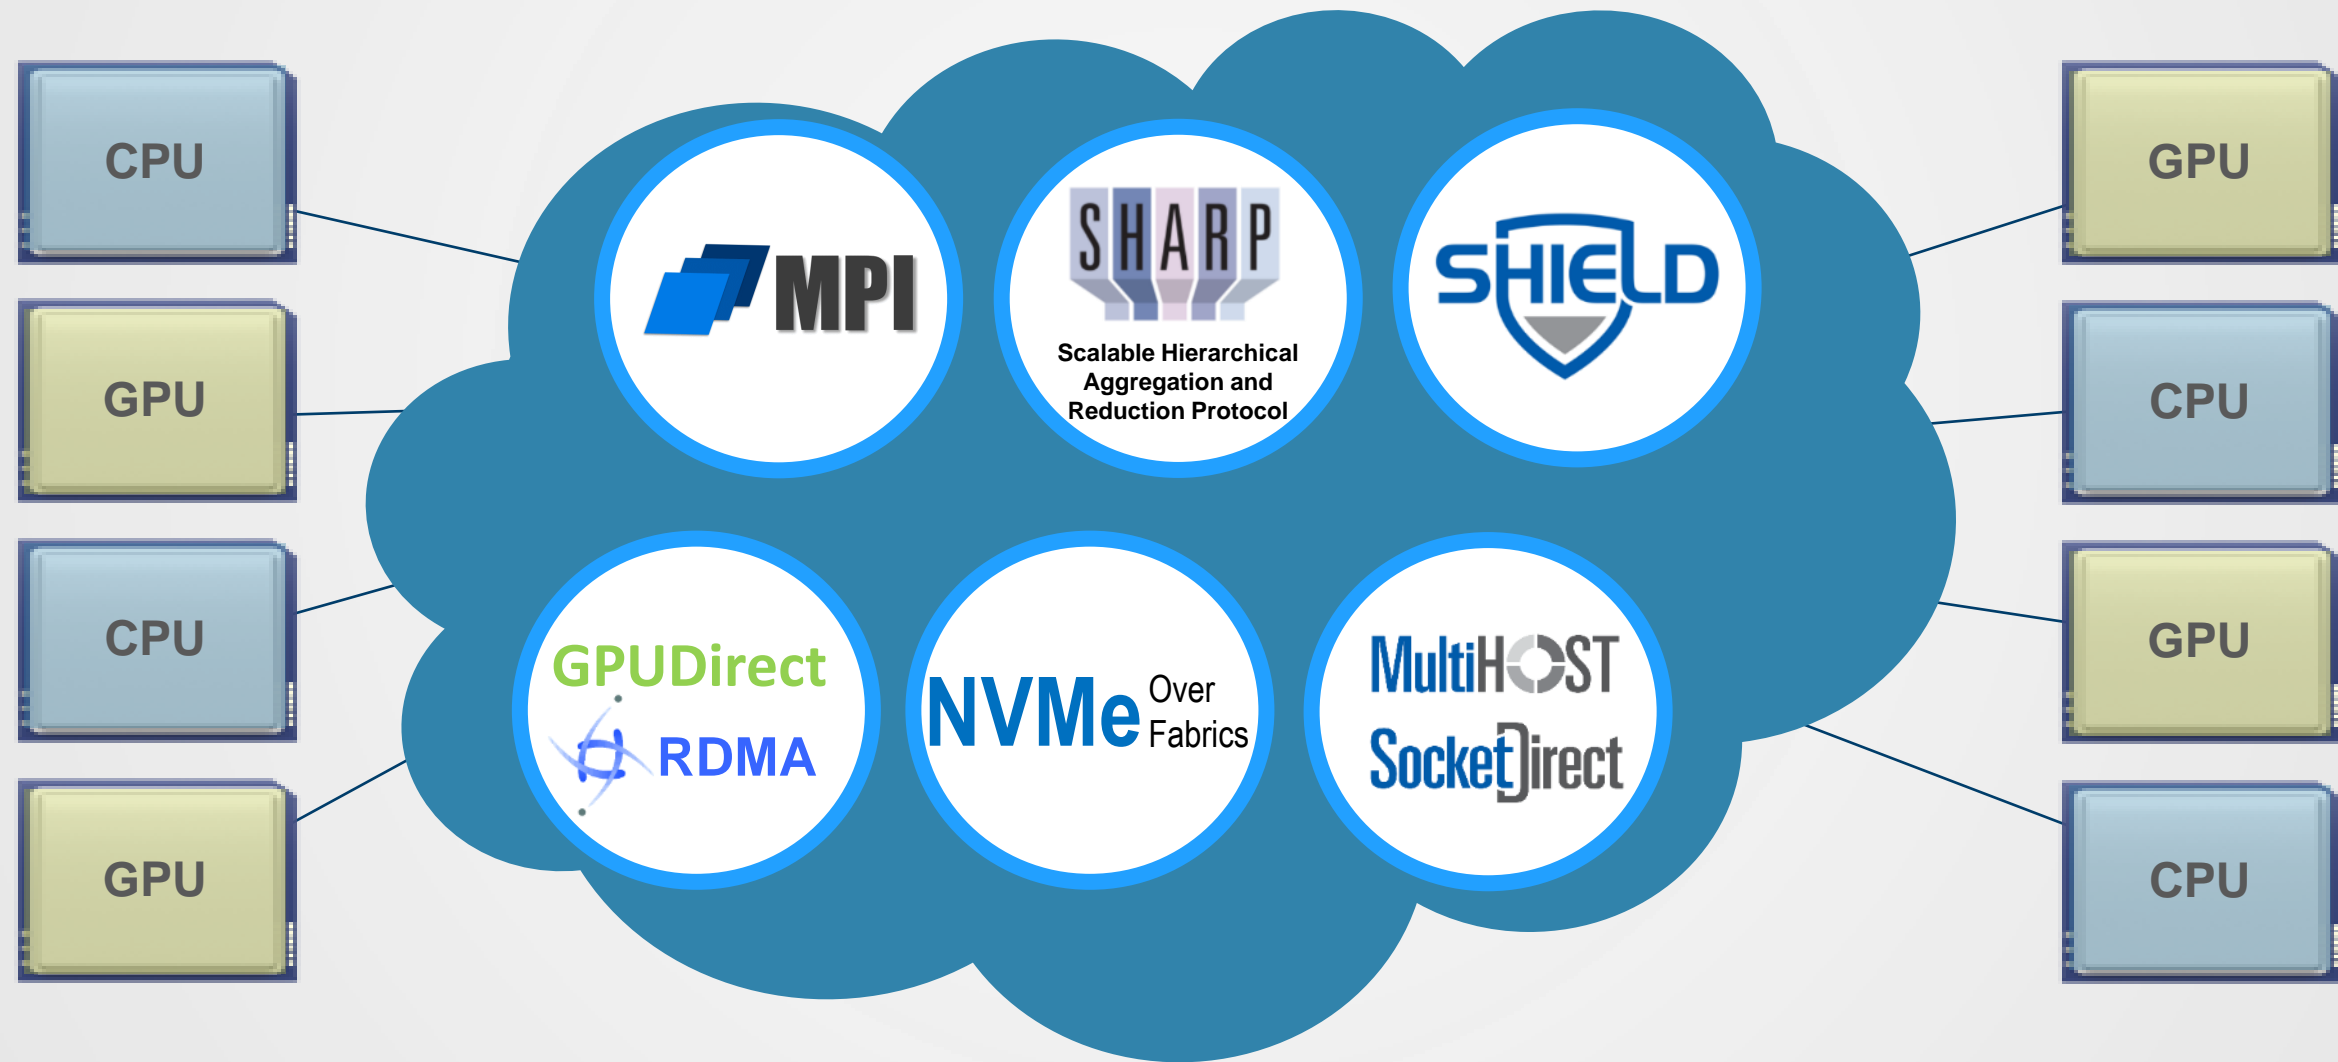 CPU
GPU
CPU
GPU
MPI
SHARP
Scalable Hierarchical
Aggregation and
Reduction Protocol
SHIELD
GPUDirect
RDMA
NVMe Over
Fabrics
MultiHOST
SocketDirect
GPU
CPU
GPU
CPU